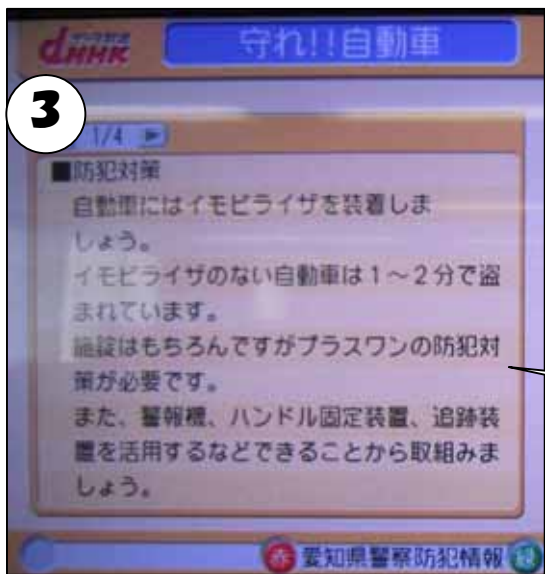 dNHK 守れ!!自動車
3
1/4
■防犯対策
自動車にはイモビライザを装着しま
しょう。
イモビライザのない自動車は1～2分で盗
まれています。
施錠はもちろんですがプラスワンの防犯対
策が必要です。
また、警報機、ハンドル固定装置、追跡装
置を活用するなどできることから取組みま
しょう。
赤 愛知県警察防犯情報 緑